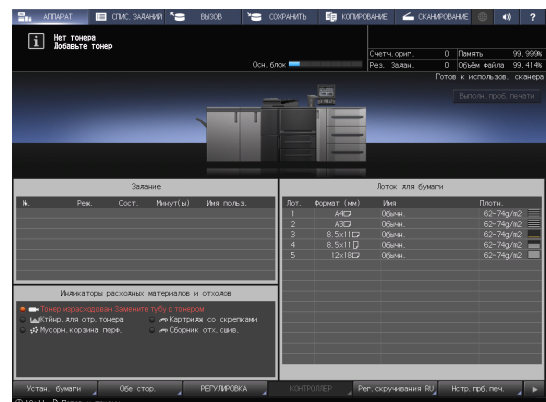 АППАРАТ
СПИС. ЗАДАНИЙ
ВЫЗОВ
СОХРАНИТЬ
КОПИРОВАНИЕ
СКАНИРОВАНИЕ
?
Нет тонера
Добавьте тонер
Осн. блок
Счетч. ориг. 0 Память 99.999%
Рез. Задан. 0 Объём файла 99.414%
Готов к использов. сканера
Выполн. проб. печати
Задание
№. Реж. Сост. Минут(ы) Имя польз.
Лоток для бумаги
Лот. Формат (мм) Имя Плотн.
1 A4 Обычн. 62-74g/m2
2 A3 Обычн. 62-74g/m2
3 8.5x11 Обычн. 62-74g/m2
4 8.5x11 Обычн. 62-74g/m2
5 12x18 Обычн. 62-74g/m2
Индикаторы расходных материалов и отходов
Тонер израсходован Замените тубу с тонером
Ктйнр. для отр. тонера
Картридж со скрепками
Мусорн. корзина перф.
Сборник отх. сшив.
Устан. бумаги
Обе стор.
РЕГУЛИРОВКА
КОНТРОЛЛЕР
Рег. скручивания RU
Нстр. прб. печ.